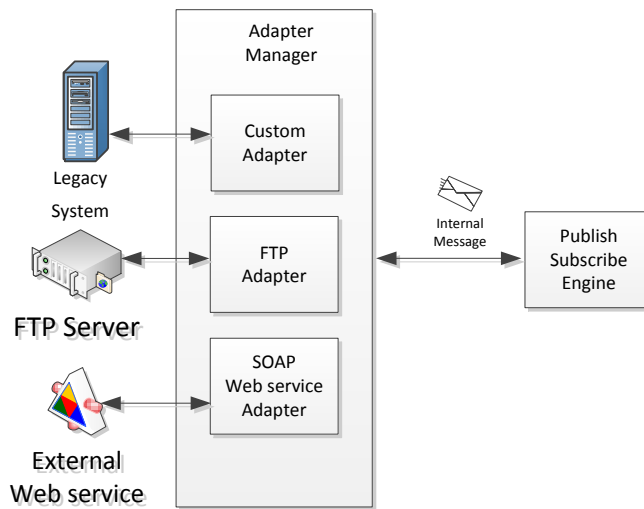 Adapter
Manager
Custom
Adapter
Legacy
System
Internal
Message
Publish
Subscribe
Engine
FTP
Adapter
FTP Server
SOAP
Web service
Adapter
External
Web service